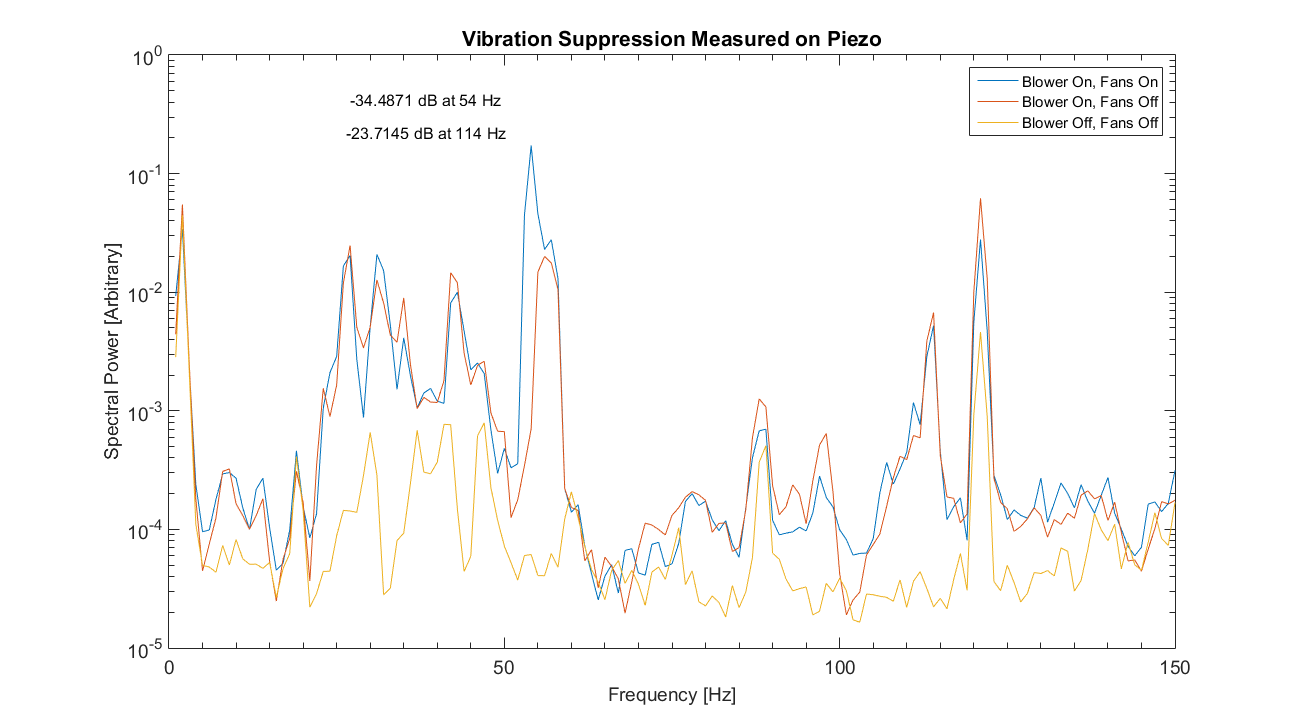 Vibration Suppression Measured on Piezo
10^0
-34.4871 dB at 54 Hz
-23.7145 dB at 114 Hz
Blower On, Fans On
Blower On, Fans Off
Blower Off, Fans Off
10^-1
10^-2
10^-3
10^-4
10^-5
Spectral Power [Arbitrary]
0 50 100 150
Frequency [Hz]